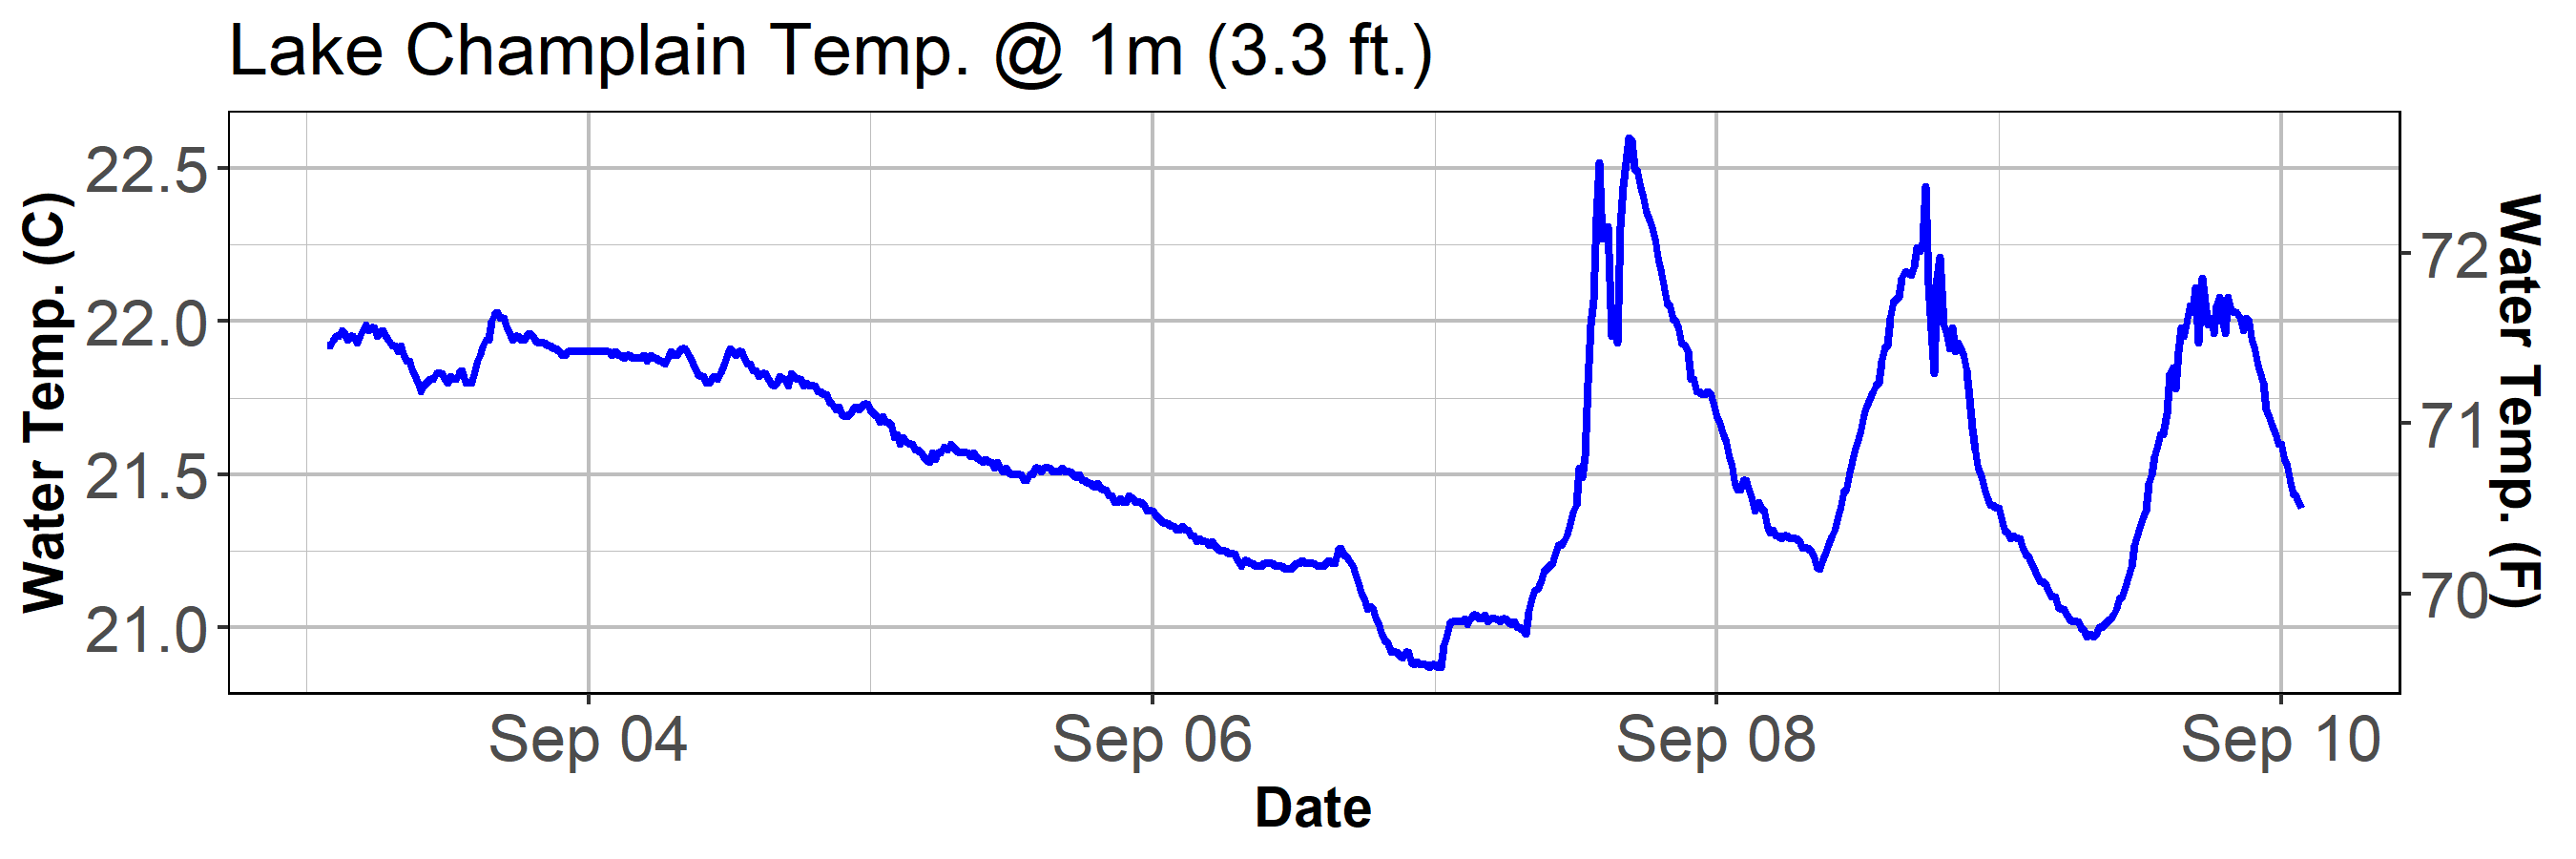 Lake Champlain Temp. @ 1m (3.3 ft.)
Water Temp. (C)
22.5
22.0
21.5
21.0
72
71
70
Water Temp. (F)
Sep 04
Sep 06
Sep 08
Sep 10
Date